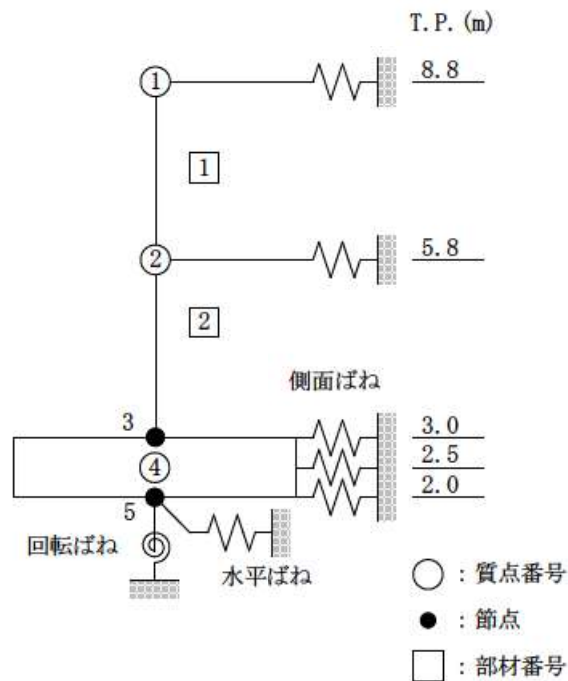 T.P.(m)
① 8.8
1
② 5.8
2
側面ばね
3 3.0
④ 2.5
5 2.0
回転ばね
水平ばね
○ : 質点番号
● : 節点
□ : 部材番号